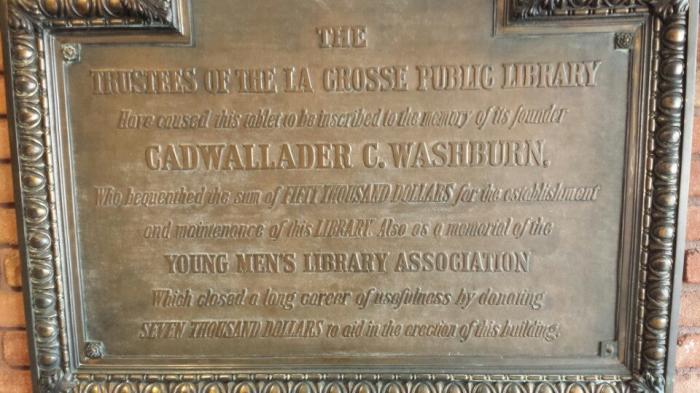 THE
TRUSTEES OF THE LA CROSSE PUBLIC LIBRARY
Have caused this tablet to be inscribed to the memory of its founder
CADWALLADER C. WASHBURN,
Who bequenthed the sum of FIFTY THOUSAND DOLLARS for the establishment
and maintenance of this LIBRARY. Also as a memorial of the
YOUNG MEN'S LIBRARY ASSOCIATION
Which closed a long career of usefulness by donating
SEVEN THOUSAND DOLLARS to aid in the erection of this building.